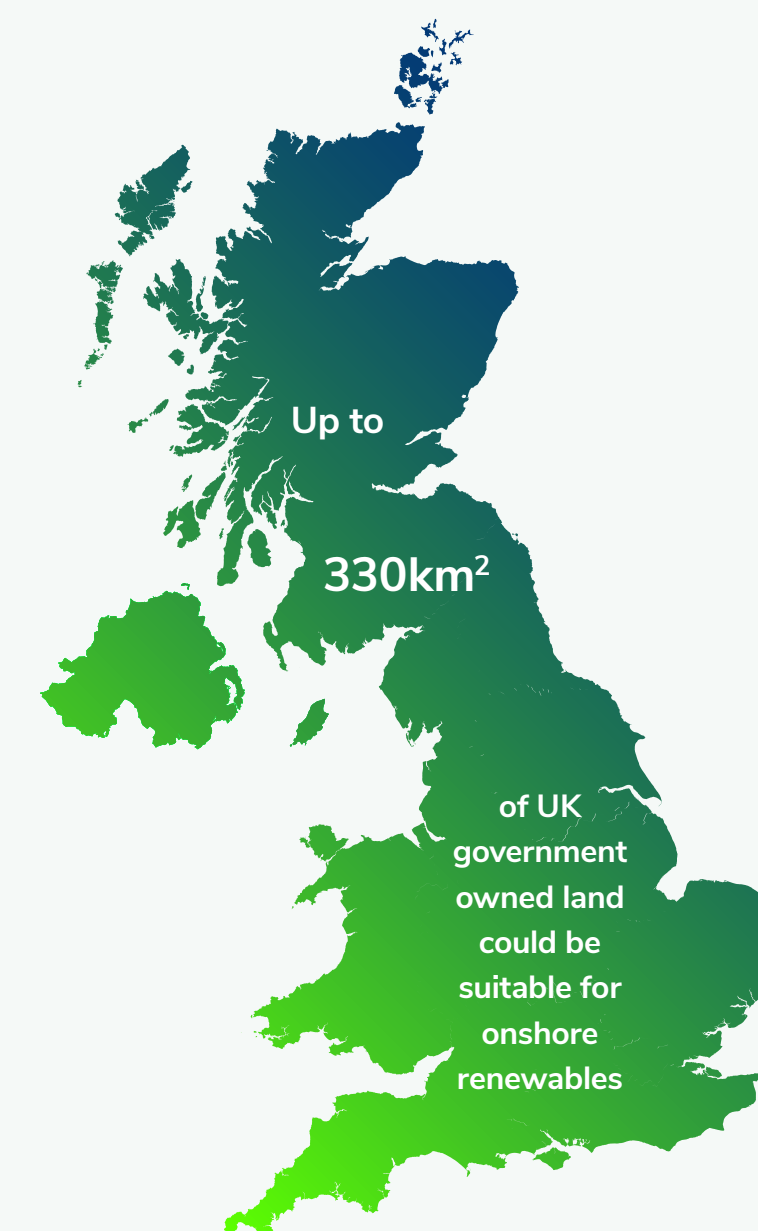 Up to
330km²
of UK
government
owned land
could be
suitable for
onshore
renewables